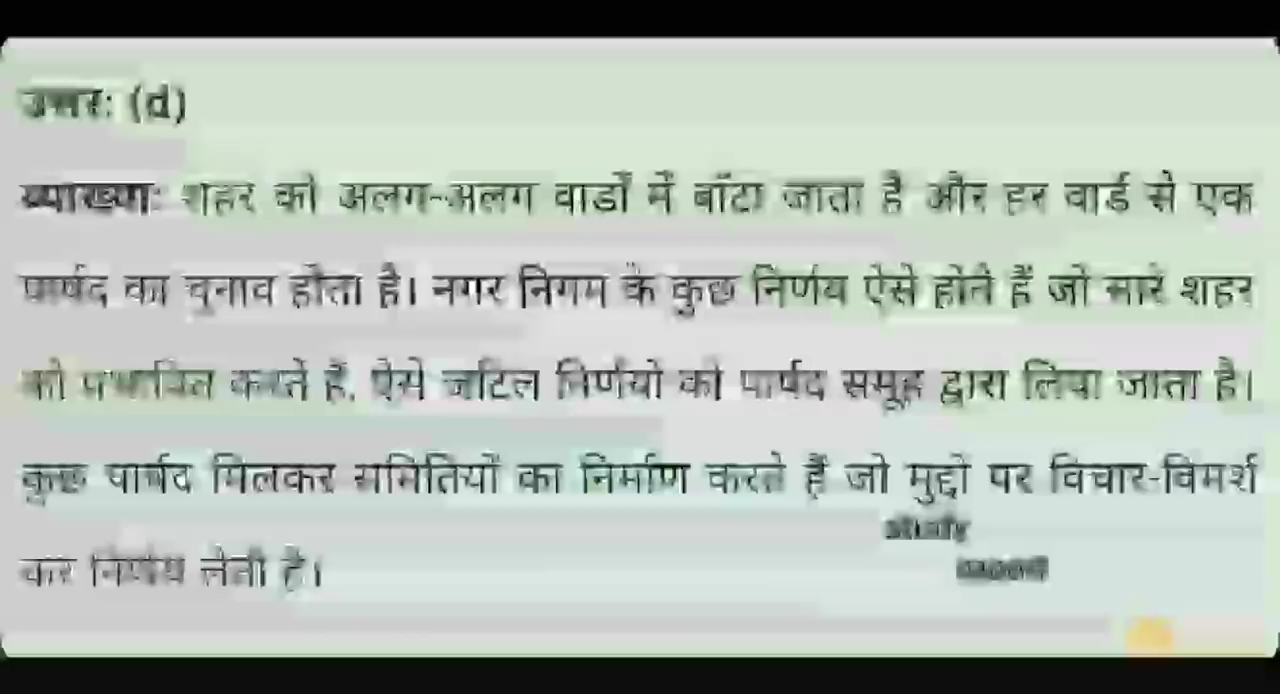 उत्तर: (d)
व्याख्या: शहर को अलग-अलग वार्डों में बाँटा जाता है और हर वार्ड से एक
पार्षद का चुनाव होता है। नगर निगम के कुछ निर्णय ऐसे होते हैं जो सारे शहर
को प्रभावित करते हैं, ऐसे जटिल निर्णयों को पार्षद समूह द्वारा लिया जाता है।
कुछ पार्षद मिलकर समितियों का निर्माण करते हैं जो मुद्दों पर विचार-विमर्श
कर निर्णय लेती है।
study